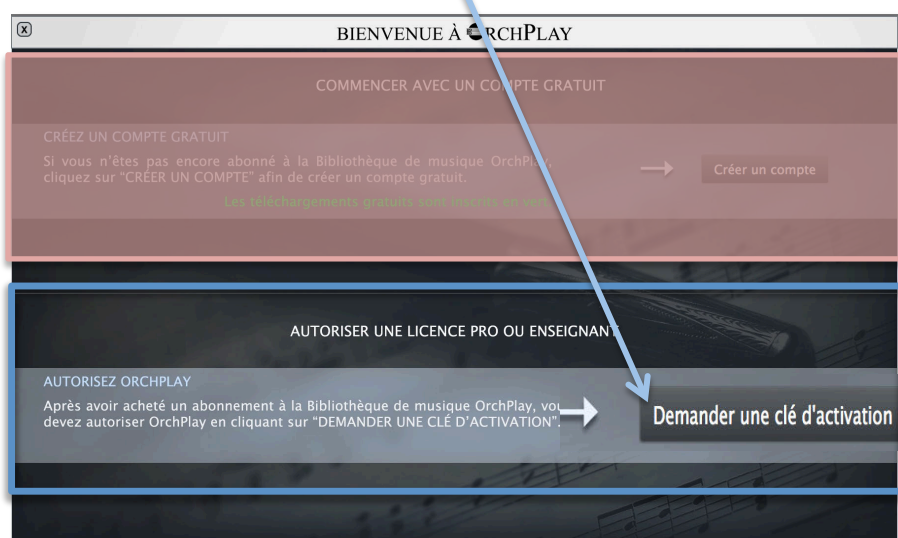 X
BIENVENUE À ORCHPLAY
COMMENCER AVEC UN COMPTE GRATUIT
CRÉEZ UN COMPTE GRATUIT
Si vous n'êtes pas encore abonné à la Bibliothèque de musique OrchPlay,
cliquez sur “CRÉER UN COMPTE” afin de créer un compte gratuit.
Créer un compte
Les téléchargements gratuits sont inscrits en vert.
AUTORISER UNE LICENCE PRO OU ENSEIGNANT
AUTORISEZ ORCHPLAY
Après avoir acheté un abonnement à la Bibliothèque de musique OrchPlay, vou
devez autoriser OrchPlay en cliquant sur “DEMANDER UNE CLÉ D'ACTIVATION”.
Demander une clé d'activation